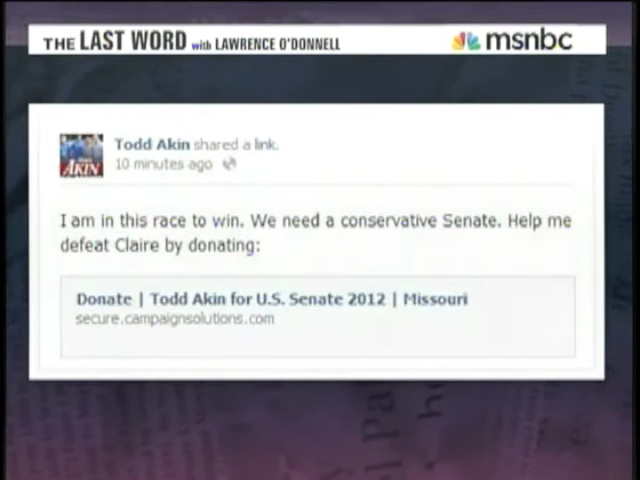 THE LAST WORD with LAWRENCE O'DONNELL msnbc
Todd Akin shared a link.
10 minutes ago
AKIN
I am in this race to win. We need a conservative Senate. Help me
defeat Claire by donating:
Donate | Todd Akin for U.S. Senate 2012 | Missouri
secure.campaignsolutions.com